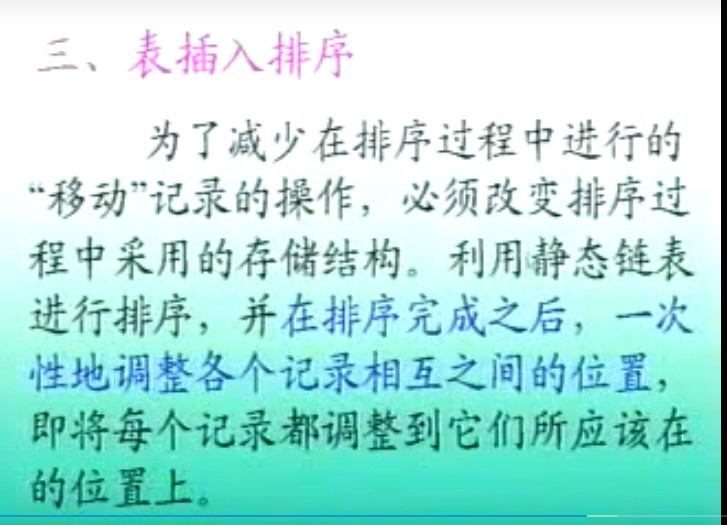 三、表插入排序
为了减少在排序过程中进行的
“移动”记录的操作，必须改变排序过
程中采用的存储结构。利用静态链表
进行排序，并在排序完成之后，一次
性地调整各个记录相互之间的位置，
即将每个记录都调整到它们所应该在
的位置上。